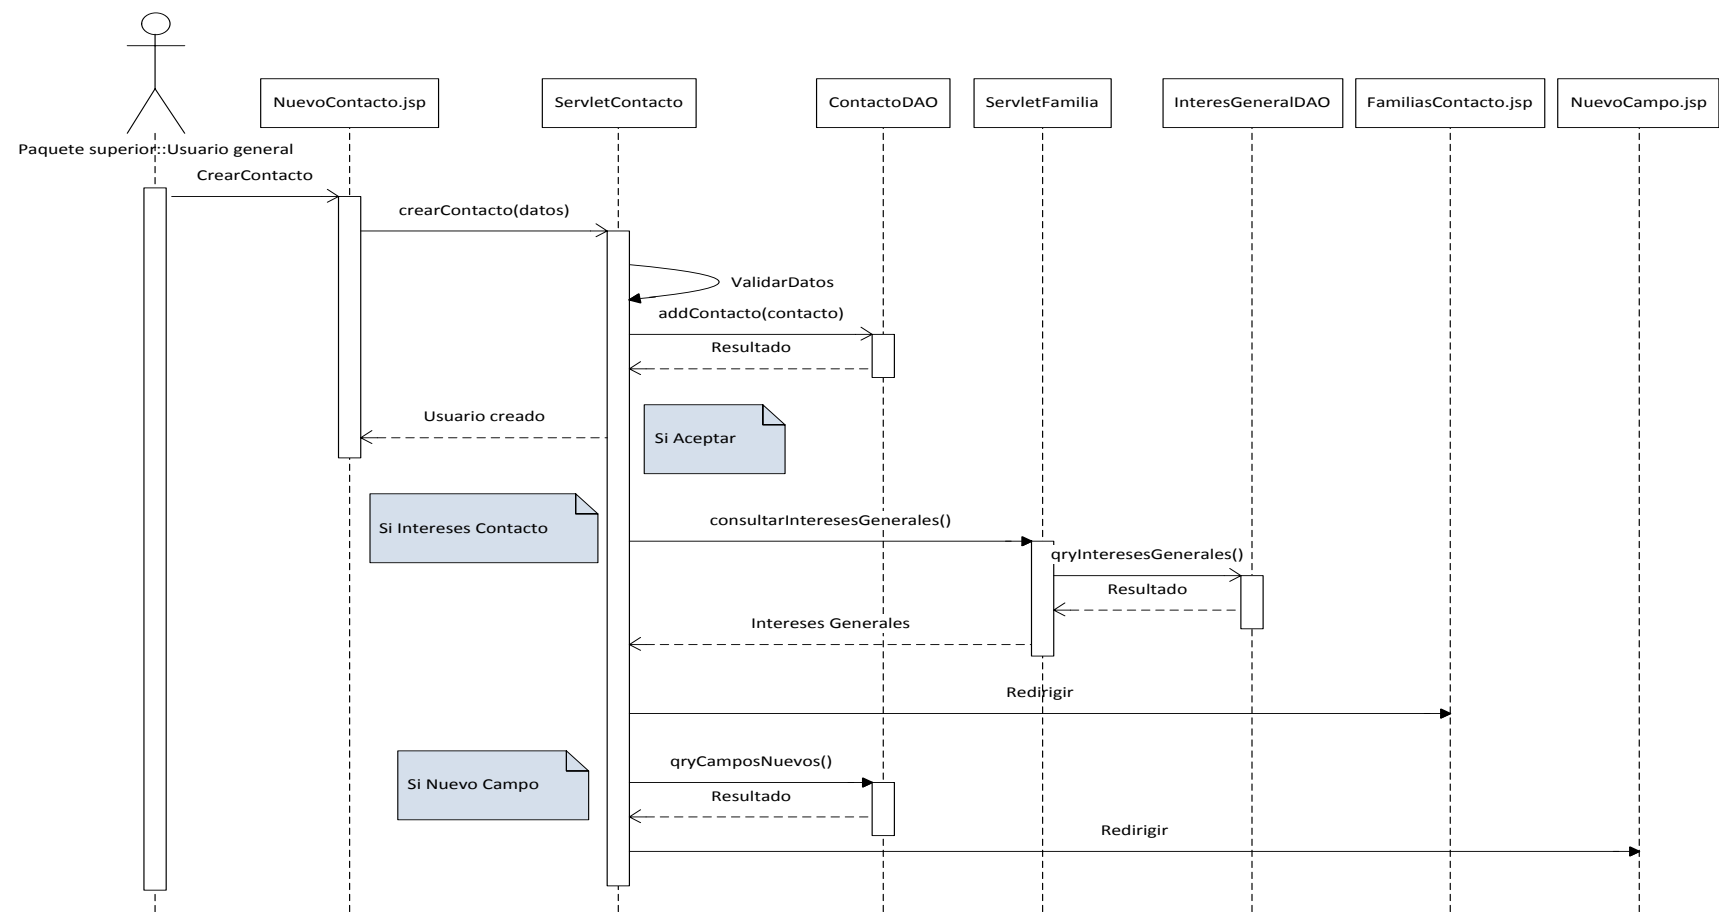 NuevoContacto.jsp
ServletContacto
ContactoDAO
ServletFamilia
InteresGeneralDAO
FamiliasContacto.jsp
NuevoCampo.jsp
Paquete superior::Usuario general
CrearContacto
crearContacto(datos)
ValidarDatos
addContacto(contacto)
Resultado
Usuario creado
Si Aceptar
Si Intereses Contacto
consultarInteresesGenerales()
qryInteresesGenerales()
Resultado
Intereses Generales
Redirigir
qryCamposNuevos()
Si Nuevo Campo
Resultado
Redirigir